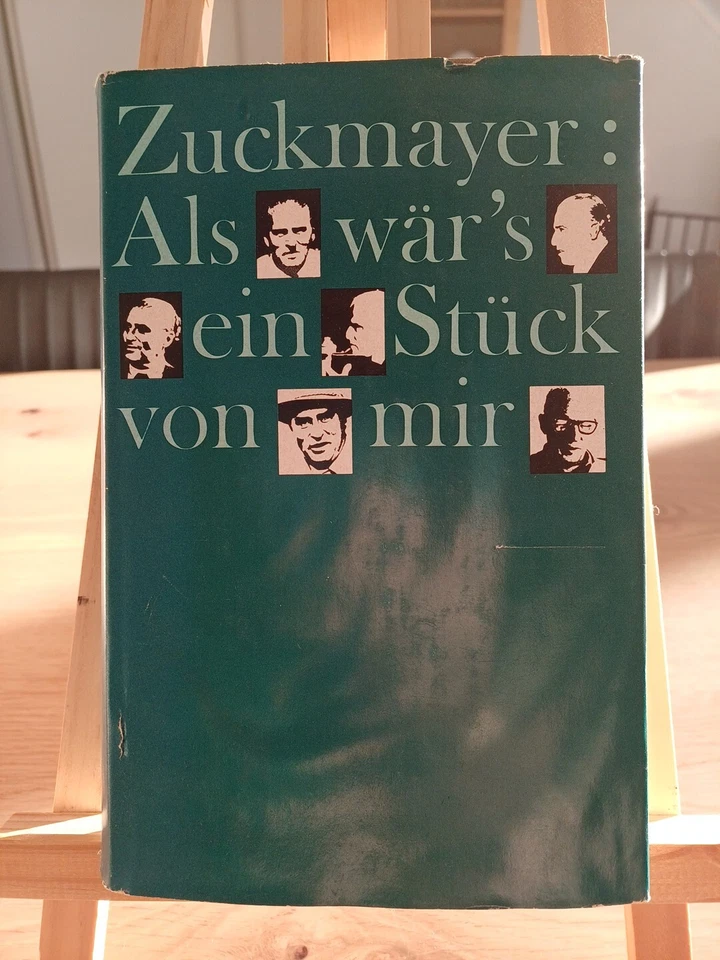 Zuckmayer:
Als wär's
ein Stück
von mir